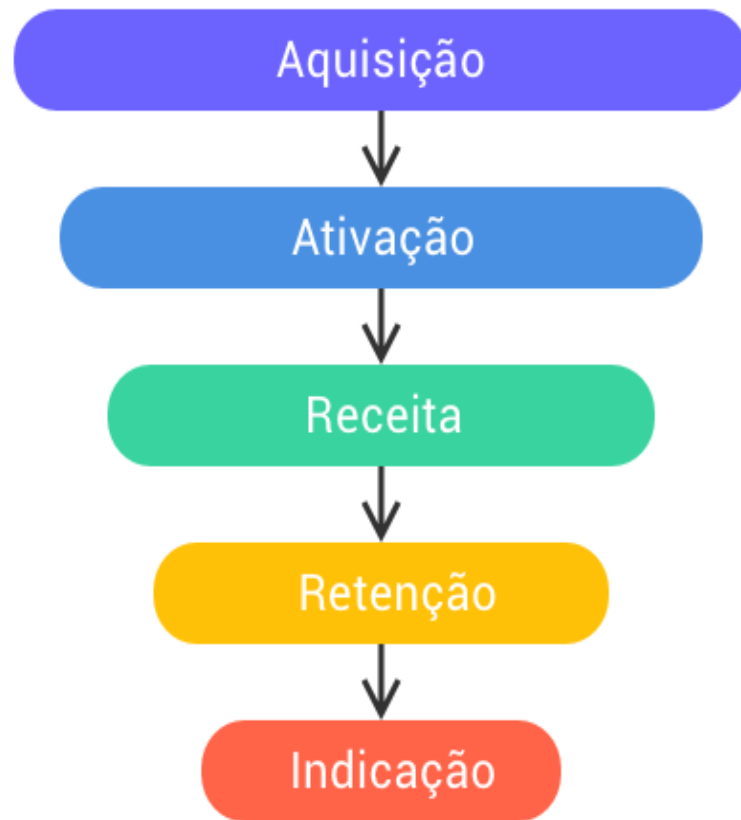 Aquisição
Ativação
Receita
Retenção
Indicação